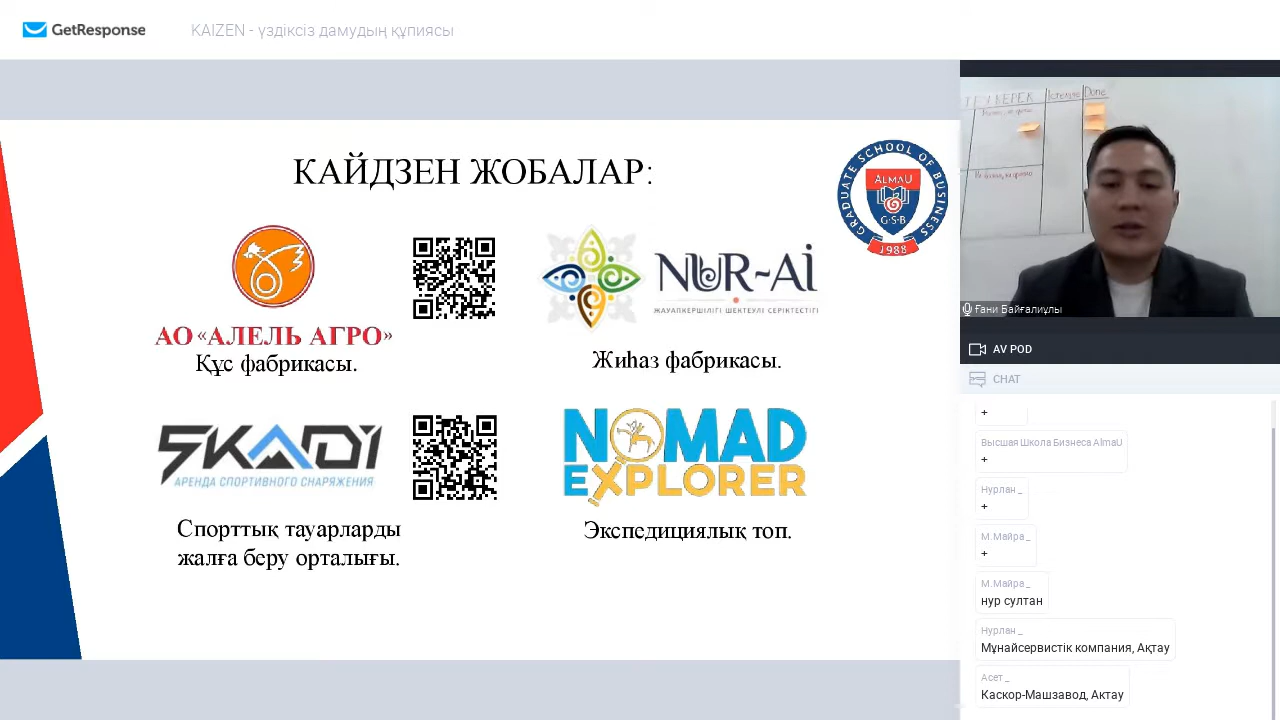 GetResponse
KAIZEN - үздіксіз дамудың құпиясы
КАЙДЗЕН ЖОБАЛАР:
GRADUATE SCHOOL OF BUSINESS
ALMAU
G·S·B
1988
АО «АЛЕЛЬ АГРО»
Құс фабрикасы.
NUR-AI
ЖАУАПКЕРШІЛІГІ ШЕКТЕУЛІ СЕРІКТЕСТІГІ
Жиһаз фабрикасы.
SKADI
АРЕНДА СПОРТИВНОГО СНАРЯЖЕНИЯ
Спорттық тауарларды
жалға беру орталығы.
NOMAD
EXPLORER
Экспедициялық топ.
КЕРЕК
Done
Ғани Байғалиұлы
AV POD
CHAT
+
Высшая Школа Бизнеса AlmaU
+
Нурлан _
+
М.Майра _
+
М.Майра _
нур султан
Нурлан _
Мұнайсервистік компания, Ақтау
Асет _
Каскор-Машзавод, Актау